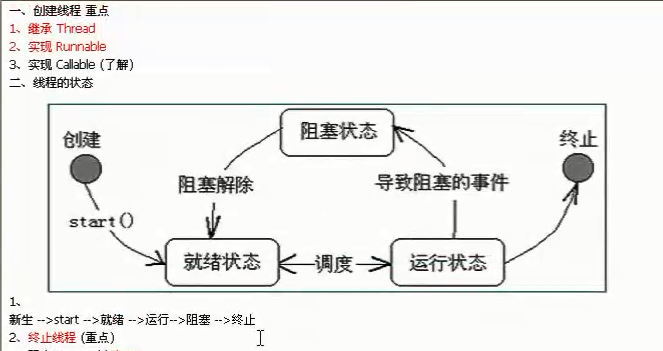 一、创建线程 重点
1、继承 Thread
2、实现 Runnable
3、实现 Callable (了解)
二、线程的状态
创建
阻塞状态
终止
阻塞解除
导致阻塞的事件
start()
就绪状态
调度
运行状态
1、
新生 -->start -->就绪 -->运行-->阻塞 -->终止
2、终止线程 (重点)